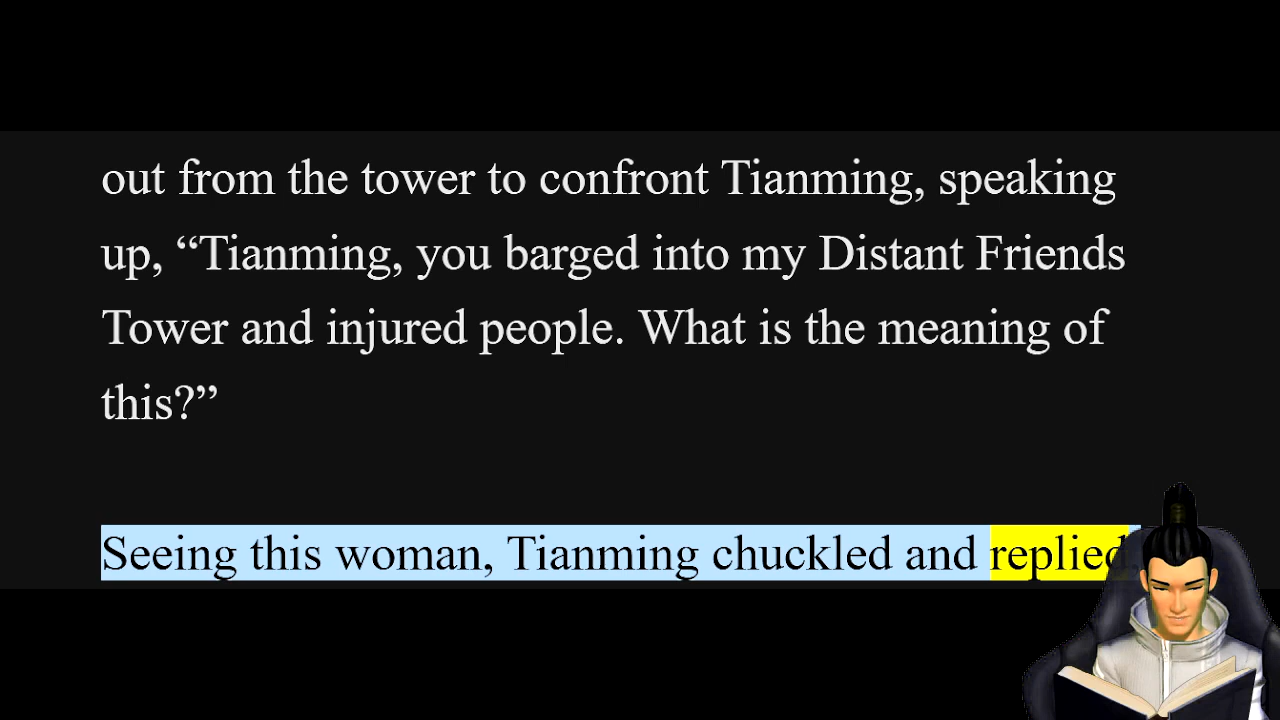 out from the tower to confront Tianming, speaking
up, “Tianming, you barged into my Distant Friends
Tower and injured people. What is the meaning of
this?”
Seeing this woman, Tianming chuckled and replied,